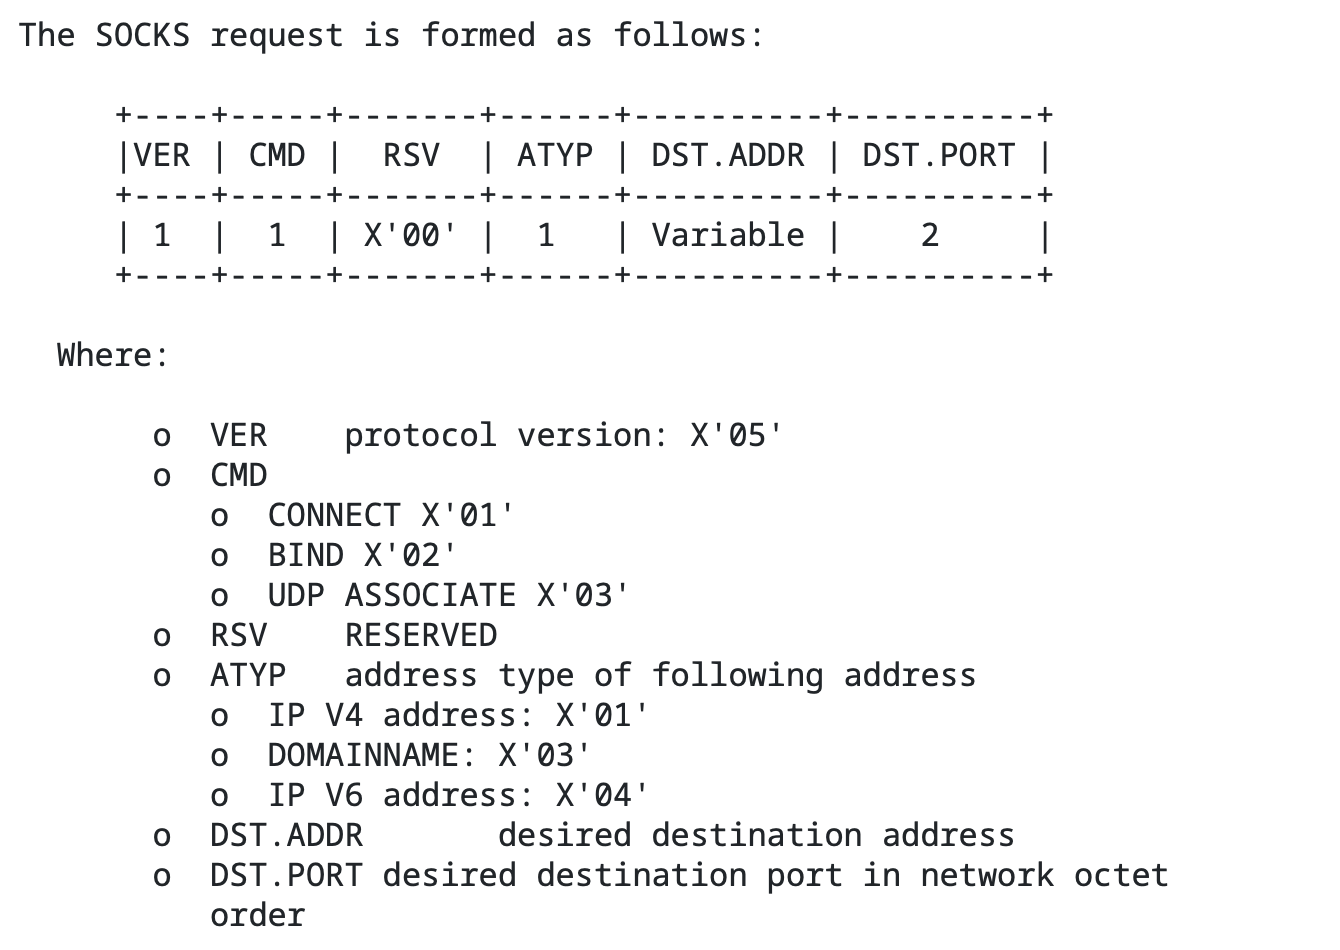 The SOCKS request is formed as follows:

     +----+-----+-------+------+----------+----------+
     |VER | CMD |  RSV  | ATYP | DST.ADDR | DST.PORT |
     +----+-----+-------+------+----------+----------+
     | 1  |  1  | X'00' |  1   | Variable |    2     |
     +----+-----+-------+------+----------+----------+

  Where:

       o  VER    protocol version: X'05'
       o  CMD
          o  CONNECT X'01'
          o  BIND X'02'
          o  UDP ASSOCIATE X'03'
       o  RSV    RESERVED
       o  ATYP   address type of following address
          o  IP V4 address: X'01'
          o  DOMAINNAME: X'03'
          o  IP V6 address: X'04'
       o  DST.ADDR       desired destination address
       o  DST.PORT desired destination port in network octet
          order